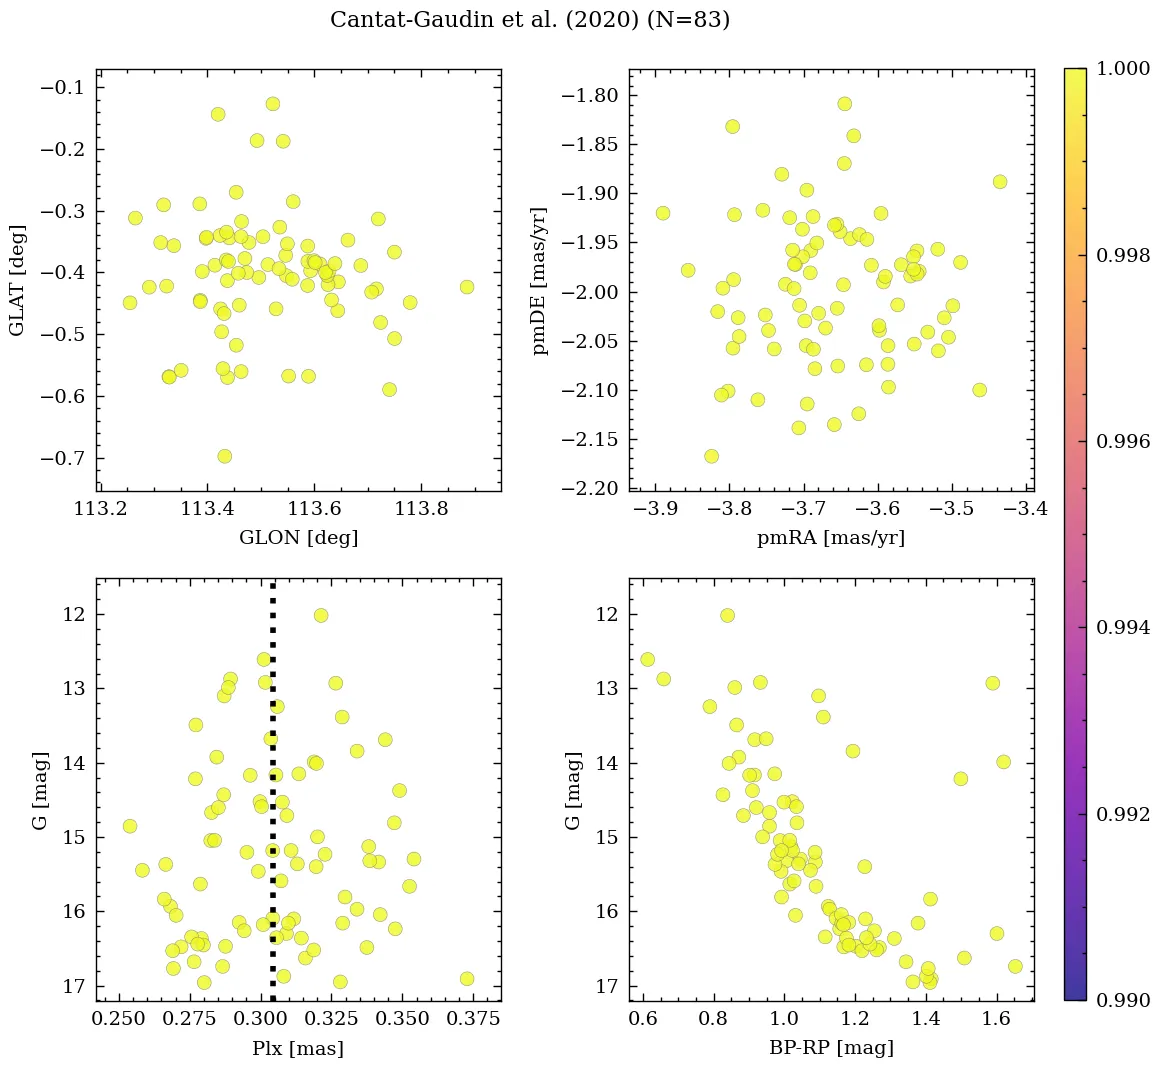 Cantat-Gaudin et al. (2020) (N=83)
−0.1
−0.2
−0.3
−0.4
−0.5
−0.6
−0.7
GLAT [deg]
113.2 113.4 113.6 113.8
GLON [deg]
−1.80
−1.85
−1.90
−1.95
−2.00
−2.05
−2.10
−2.15
−2.20
pmDE [mas/yr]
−3.9 −3.8 −3.7 −3.6 −3.5 −3.4
pmRA [mas/yr]
12
13
14
15
16
17
G [mag]
0.250 0.275 0.300 0.325 0.350 0.375
Plx [mas]
12
13
14
15
16
17
G [mag]
0.6 0.8 1.0 1.2 1.4 1.6
BP-RP [mag]
1.000
0.998
0.996
0.994
0.992
0.990